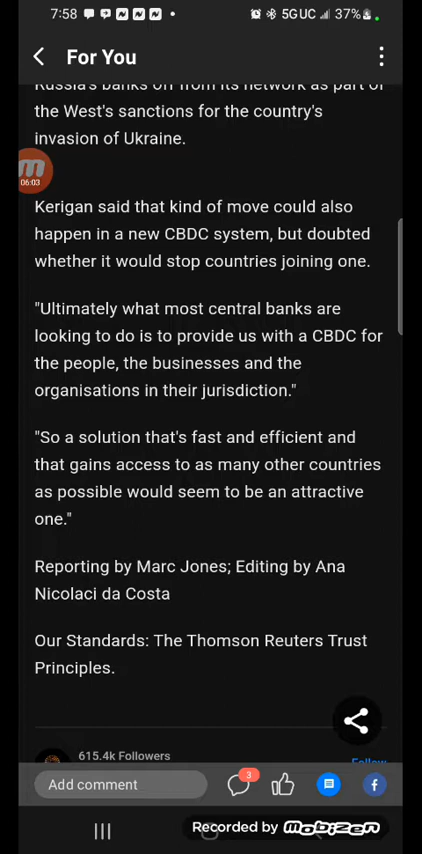 7:58 5GUC 37%
For You
Russia's banks off from its network as part of
the West's sanctions for the country's
invasion of Ukraine.
m
06:03
Kerigan said that kind of move could also
happen in a new CBDC system, but doubted
whether it would stop countries joining one.
"Ultimately what most central banks are
looking to do is to provide us with a CBDC for
the people, the businesses and the
organisations in their jurisdiction."
"So a solution that's fast and efficient and
that gains access to as many other countries
as possible would seem to be an attractive
one."
Reporting by Marc Jones; Editing by Ana
Nicolaci da Costa
Our Standards: The Thomson Reuters Trust
Principles.
615.4k Followers
Follow
Add comment 3
Recorded by mobizen